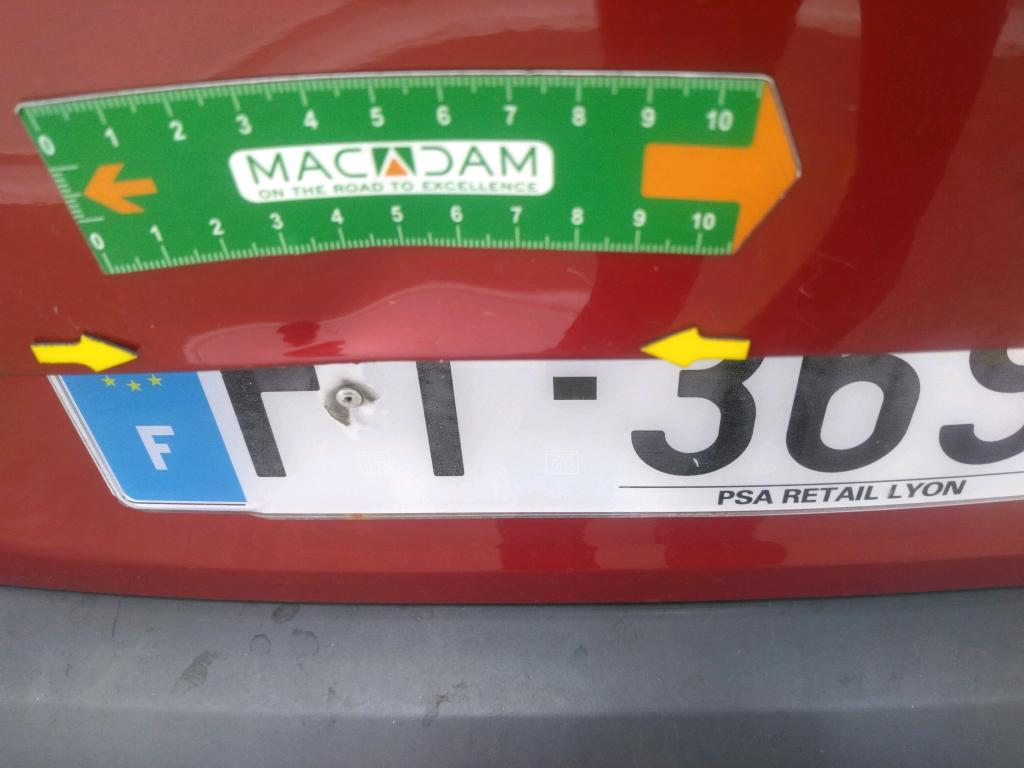 0 1 2 3 4 5 6 7 8 9 10
MACADAM
ON THE ROAD TO EXCELLENCE
0 1 2 3 4 5 6 7 8 9 10
F
369
PSA RETAIL LYON